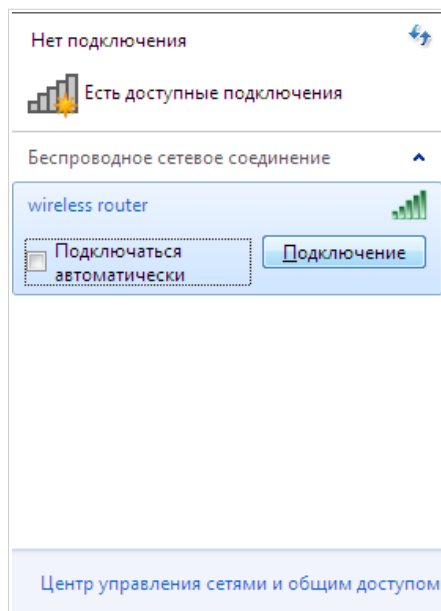 Нет подключения
Есть доступные подключения
Беспроводное сетевое соединение
wireless router
Подключаться
автоматически
Подключение
Центр управления сетями и общим доступом